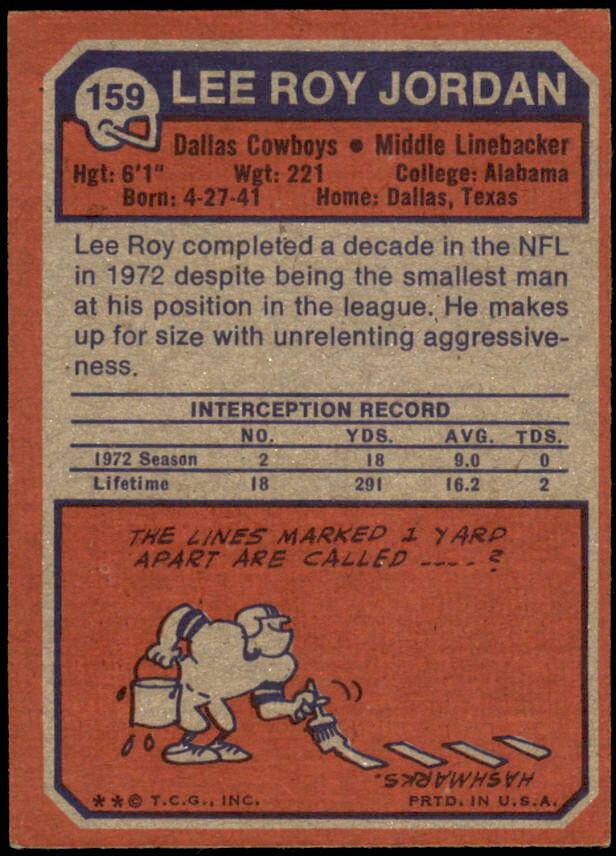 159 LEE ROY JORDAN
Dallas Cowboys • Middle Linebacker
Hgt: 6'1" Wgt: 221 College: Alabama
Born: 4-27-41 Home: Dallas, Texas
Lee Roy completed a decade in the NFL
in 1972 despite being the smallest man
at his position in the league. He makes
up for size with unrelenting aggressive-
ness.
INTERCEPTION RECORD
NO. YDS. AVG. TDS.
1972 Season 2 18 9.0 0
Lifetime 18 291 16.2 2
THE LINES MARKED 1 YARD
APART ARE CALLED ----?
HASHMARKS.
**© T.C.G., INC. PRTD. IN U.S.A.